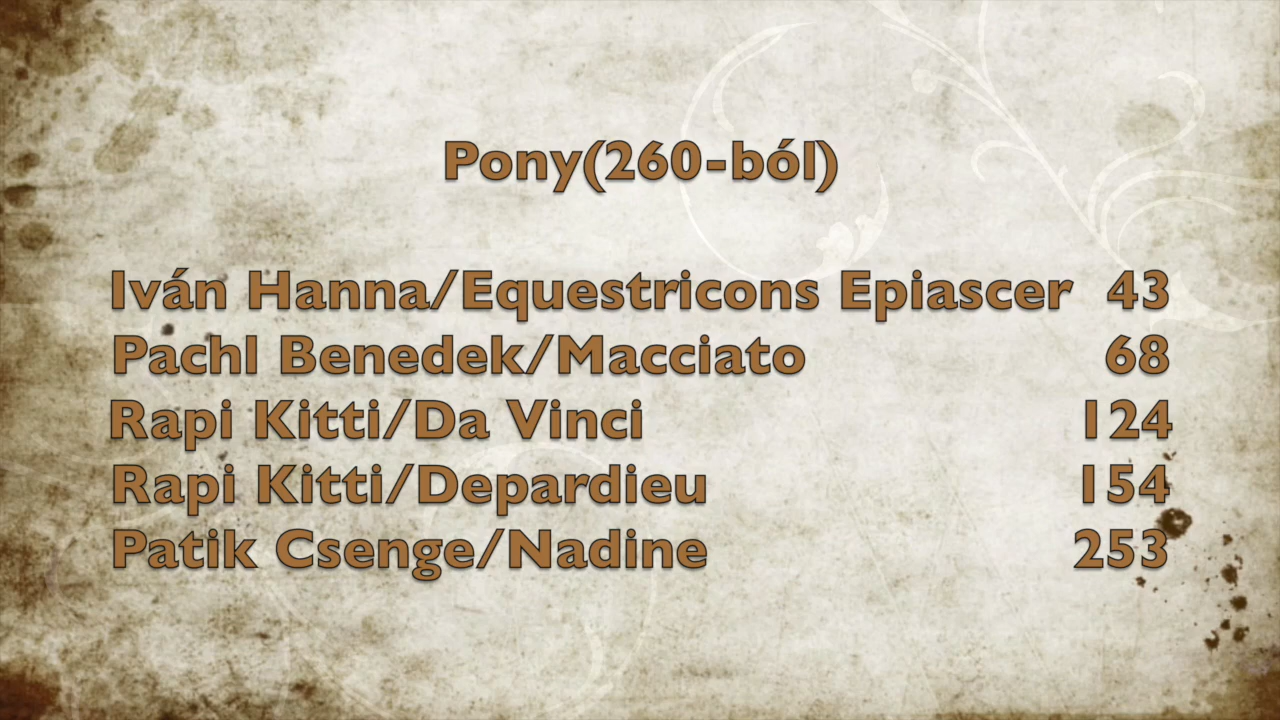 Pony(260-ból)
Iván Hanna/Equestricons Epiascer 43
Pachl Benedek/Macciato 68
Rapi Kitti/Da Vinci 124
Rapi Kitti/Depardieu 154
Patik Csenge/Nadine 253